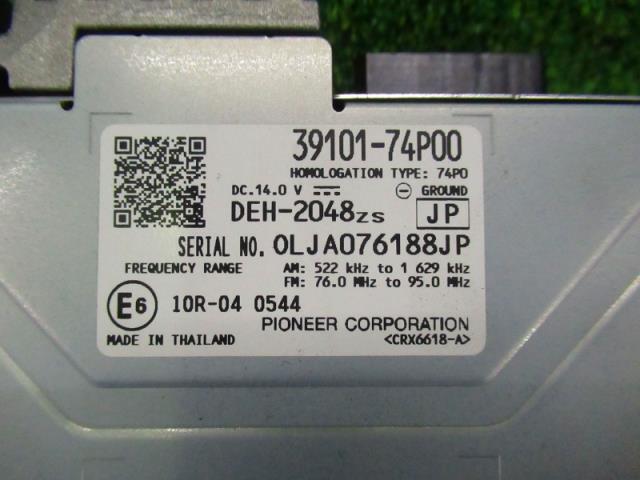 39101-74P00
HOMOLOGATION TYPE: 74P0
DC.14.0 V ⎓ ⊖ GROUND
DEH-2048zs JP
SERIAL NO. OLJA076188JP
FREQUENCY RANGE AM: 522 kHz to 1 629 kHz
FM: 76.0 MHz to 95.0 MHz
E6 10R-04 0544
PIONEER CORPORATION
MADE IN THAILAND <CRX6618-A>